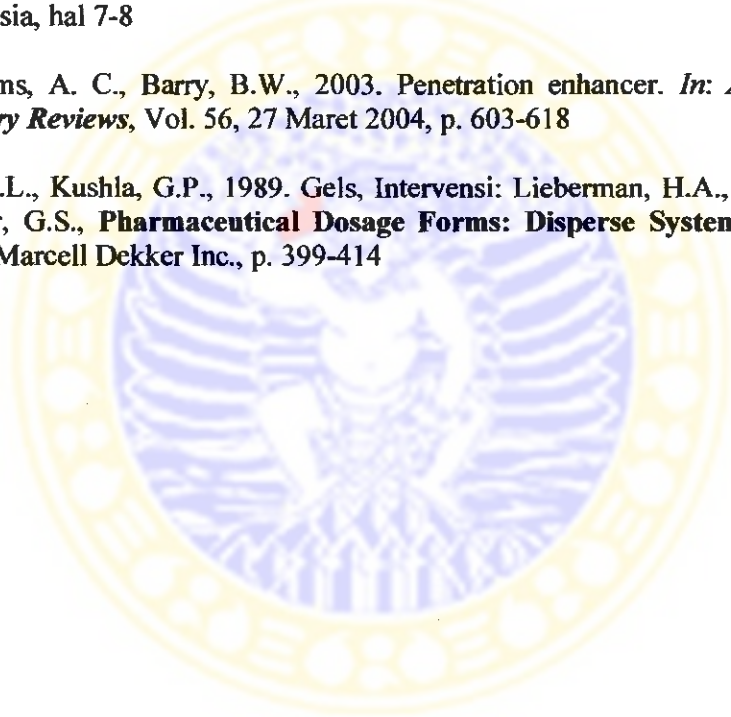 sia, hal 7-8
ms, A. C., Barry, B.W., 2003. Penetration enhancer. In:
ry Reviews, Vol. 56, 27 Maret 2004, p. 603-618
.L., Kushla, G.P., 1989. Gels, Intervensi: Lieberman, H.A.,
, G.S., Pharmaceutical Dosage Forms: Disperse System
Marcell Dekker Inc., p. 399-414